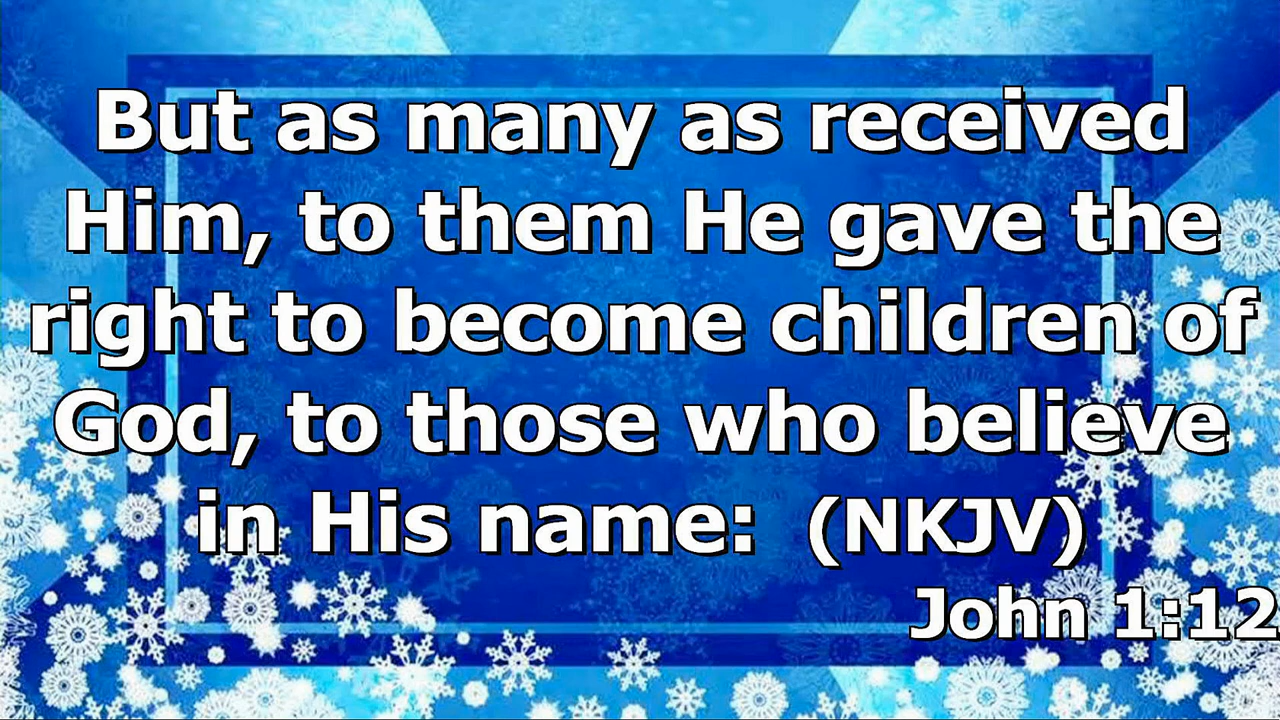 But as many as received
Him, to them He gave the
right to become children of
God, to those who believe
in His name: (NKJV)
John 1:12